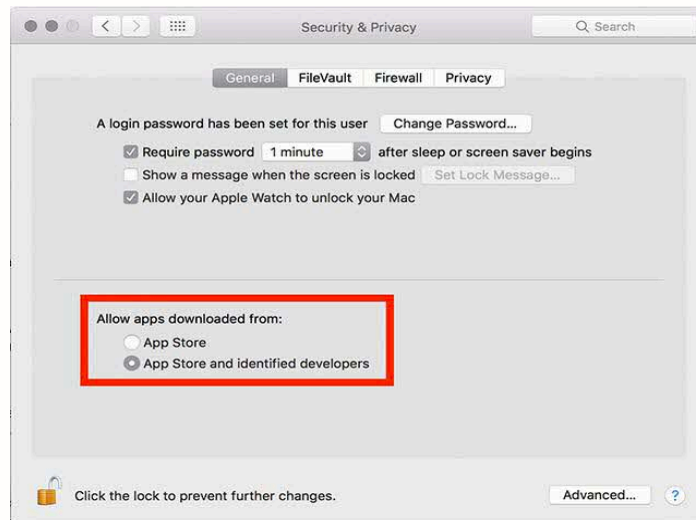 Security & Privacy
Search
General FileVault Firewall Privacy
A login password has been set for this user Change Password...
Require password 1 minute after sleep or screen saver begins
Show a message when the screen is locked Set Lock Message...
Allow your Apple Watch to unlock your Mac
Allow apps downloaded from:
App Store
App Store and identified developers
Click the lock to prevent further changes.
Advanced... ?